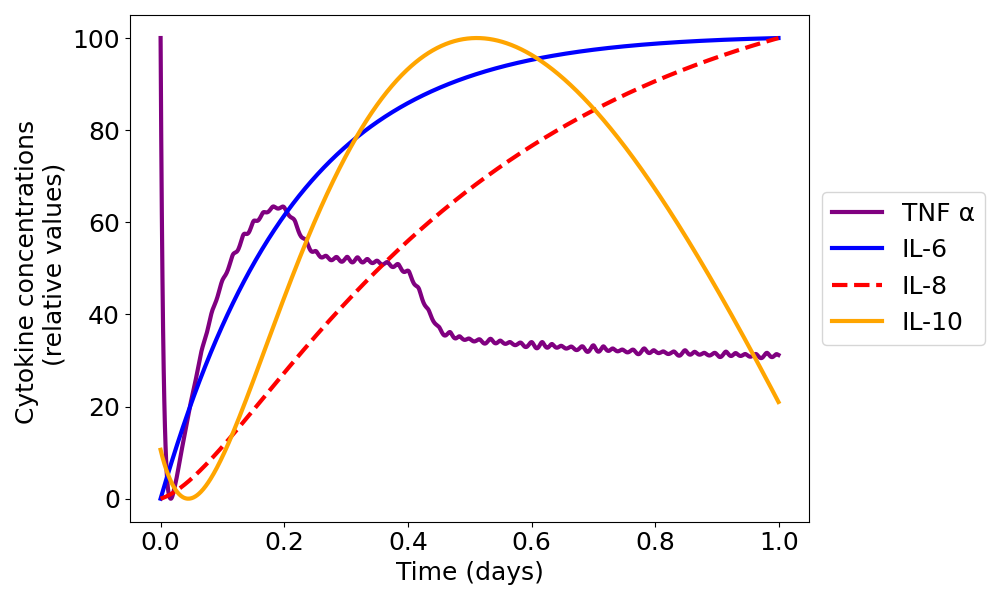 100
80
60
40
20
0
Cytokine concentrations
(relative values)
0.0 0.2 0.4 0.6 0.8 1.0
Time (days)
TNF α
IL-6
IL-8
IL-10